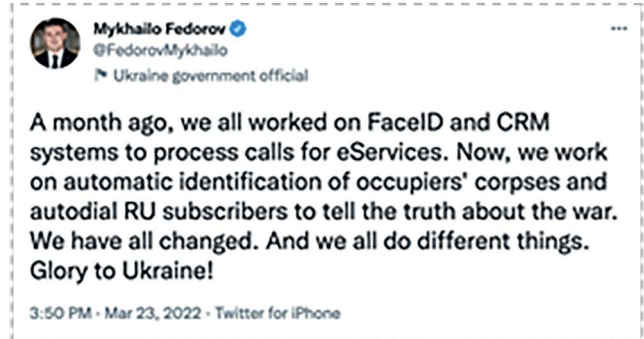 Mykhailo Fedorov
@FedorovMykhailo
Ukraine government official
A month ago, we all worked on FaceID and CRM
systems to process calls for eServices. Now, we work
on automatic identification of occupiers' corpses and
autodial RU subscribers to tell the truth about the war.
We have all changed. And we all do different things.
Glory to Ukraine!
3:50 PM · Mar 23, 2022 · Twitter for iPhone